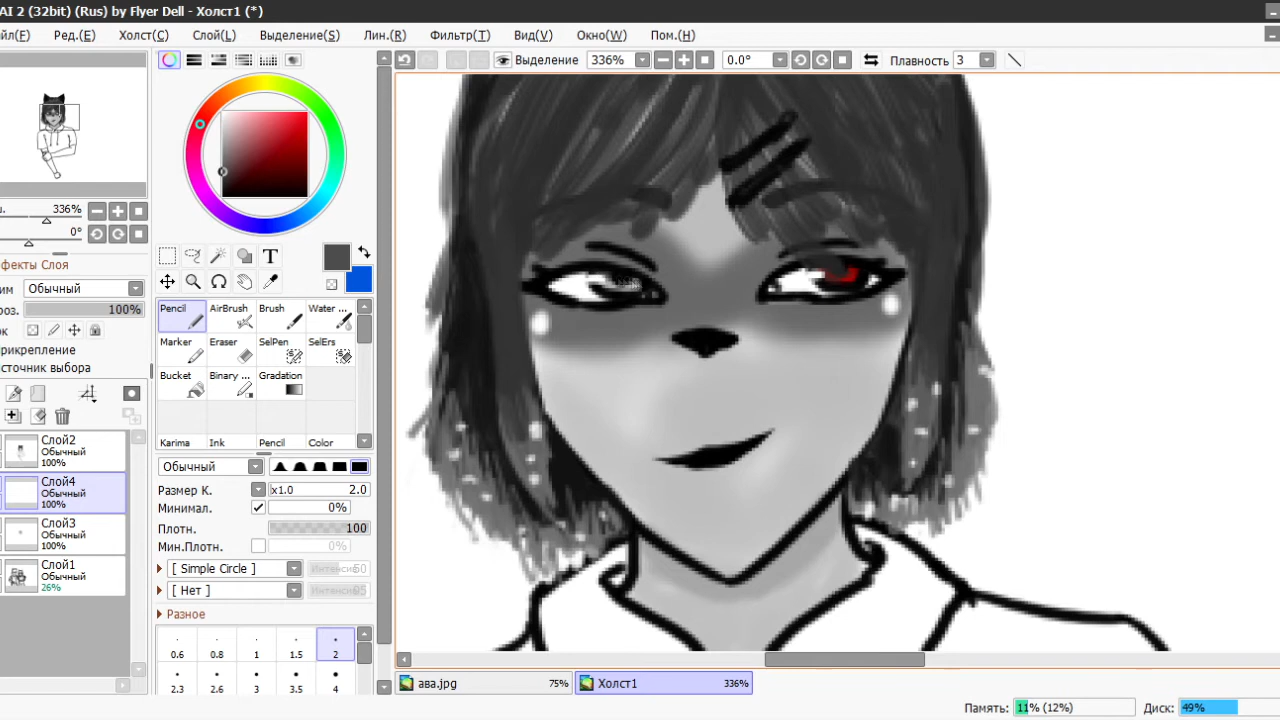 AI 2 (32bit) (Rus) by Flyer Dell - Холст1 (*)
йл(F) Ред.(E) Холст(C) Слой(L) Выделение(S) Лин.(R) Фильтр(T) Вид(V) Окно(W) Пом.(H)
Выделение 336% 0.0° Плавность 3
336%
0°
фекты Слоя
Обычный
100%
рикрепление
сточник выбора
Слой2
Обычный
100%
Слой4
Обычный
100%
Слой3
Обычный
100%
Слой1
Обычный
26%
T
Pencil AirBrush Brush Water ...
Marker Eraser SelPen SelErs
Bucket Binary ... Gradation
Karima Ink Pencil Color
Обычный
Размер К. x1.0 2.0
Минимал. 0%
Плотн. 100
Мин.Плотн. 0%
[ Simple Circle ]
[ Нет ]
Разное
0.6 0.8 1 1.5 2
2.3 2.6 3 3.5 4
ава.jpg 75% Холст1 336%
Память: 11% (12%) Диск: 49%